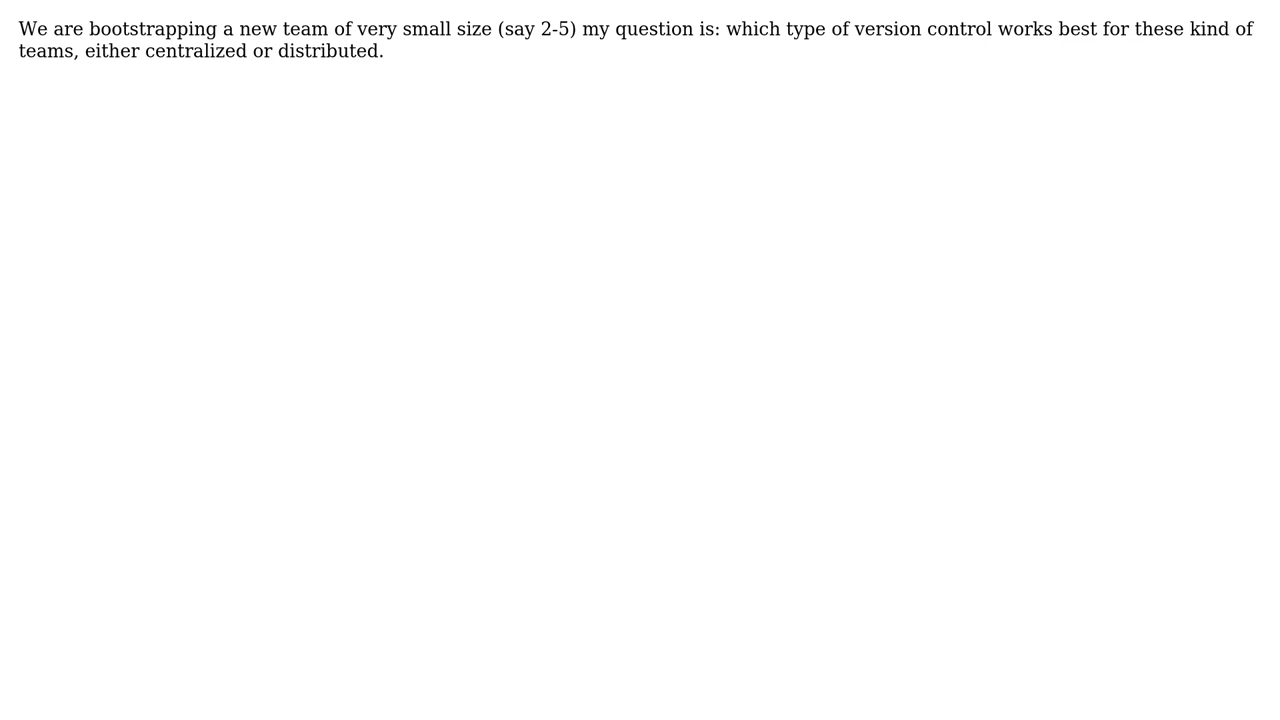 We are bootstrapping a new team of very small size (say 2-5) my question is: which type of version control works best for these kind of
teams, either centralized or distributed.